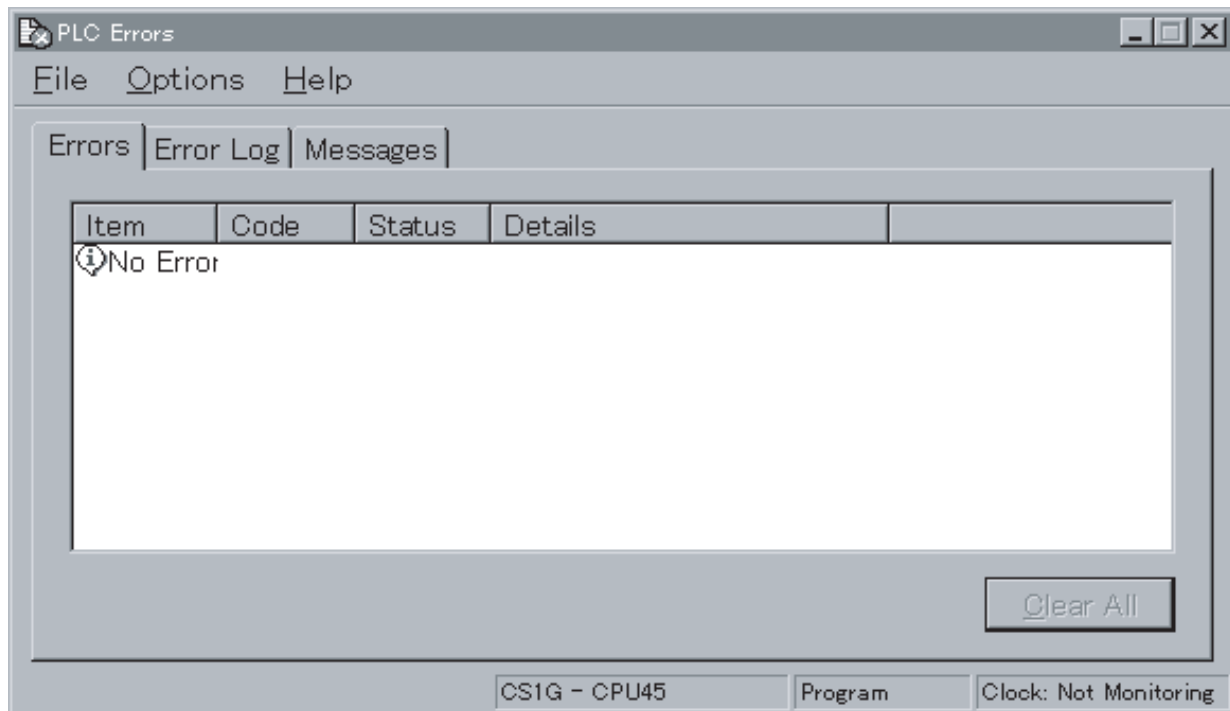 PLC Errors
File Options Help
Errors Error Log Messages
Item Code Status Details
No Error
Clear All
CS1G - CPU45 Program Clock: Not Monitoring